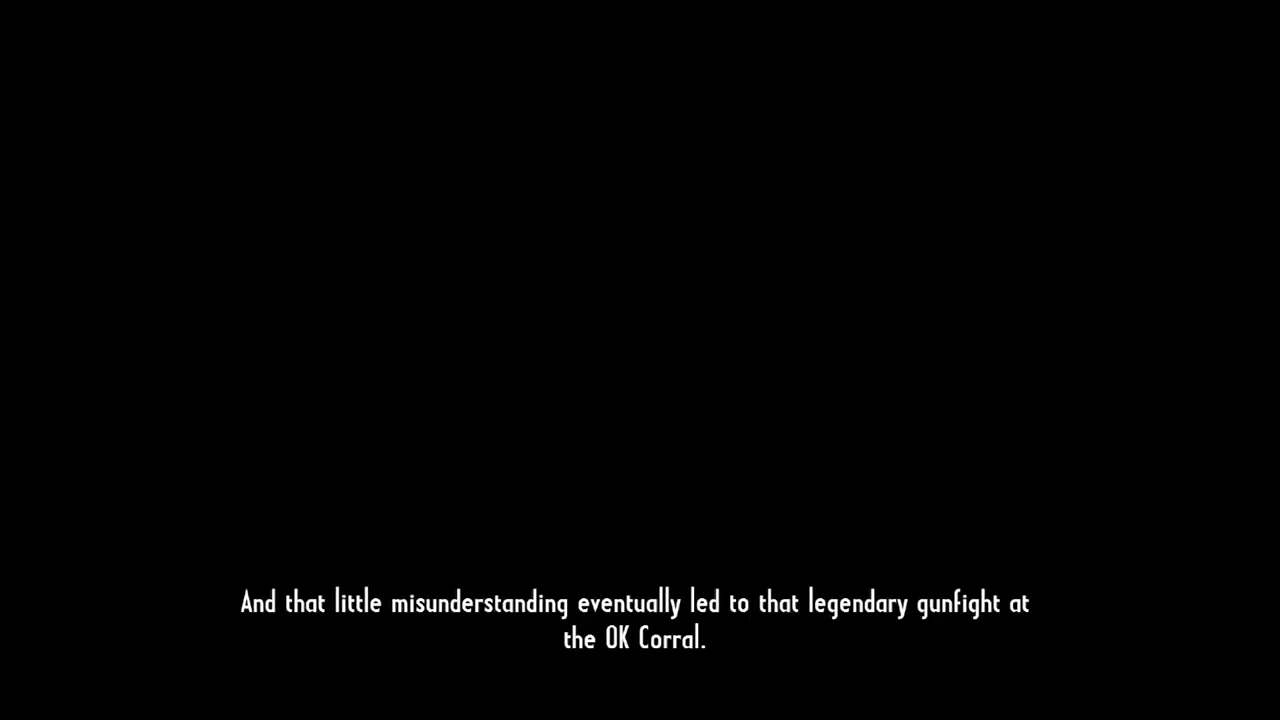 And that little misunderstanding eventually led to that legendary gunfight at
the OK Corral.